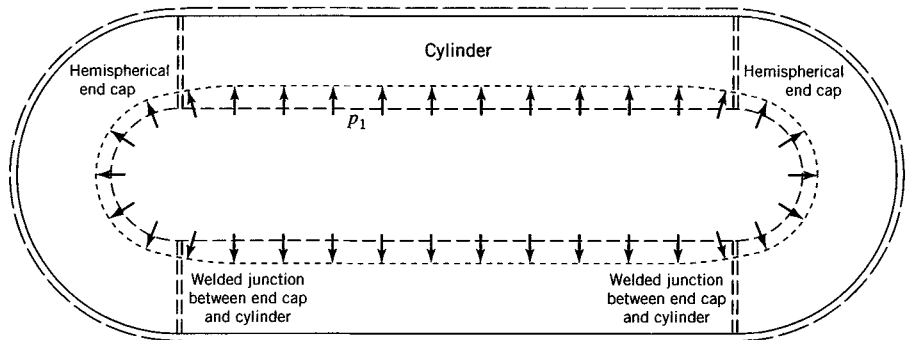 Cylinder
Hemispherical
end cap
Hemispherical
end cap
p₁
Welded junction
between end cap
and cylinder
Welded junction
between end cap
and cylinder